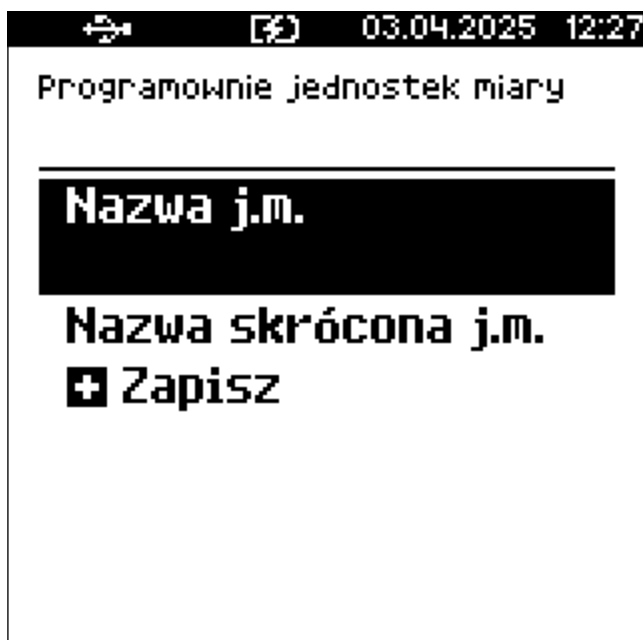 03.04.2025 12:27
Programownie jednostek miary
Nazwa j.m.
Nazwa skrócona j.m.
Zapisz